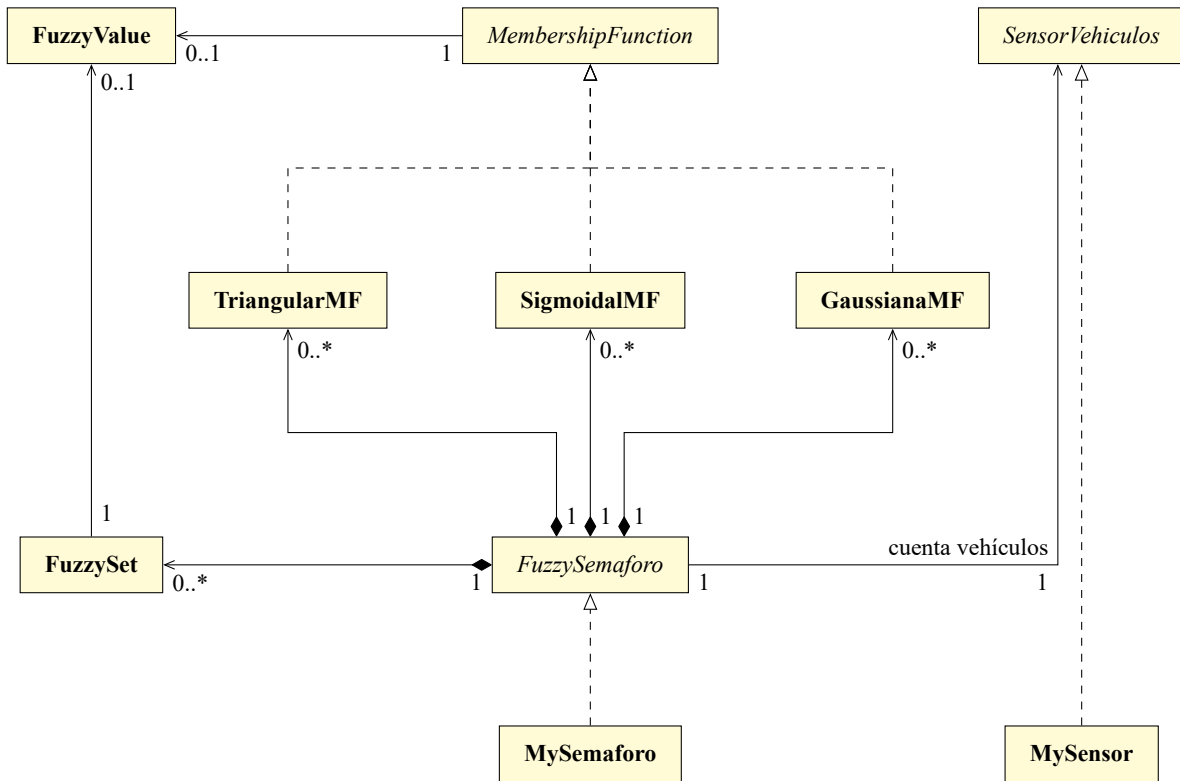 FuzzyValue
MembershipFunction
SensorVehiculos
0..1
1
0..1
TriangularMF
SigmoidalMF
GaussianaMF
0..*
0..*
0..*
1
1
1
1
FuzzySet
FuzzySemaforo
cuenta vehículos
0..*
1
1
1
MySemaforo
MySensor